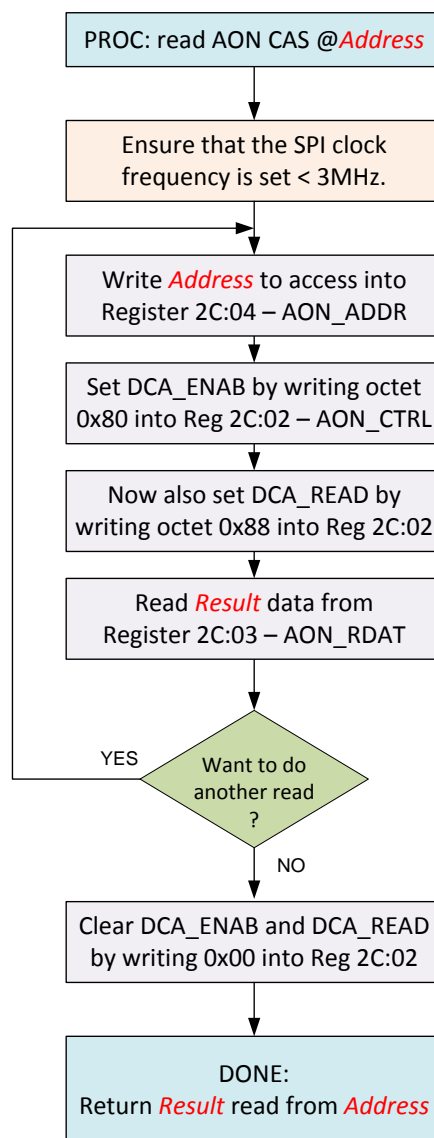 PROC: read AON CAS @Address
Ensure that the SPI clock
frequency is set < 3MHz.
Write Address to access into
Register 2C:04 – AON_ADDR
Set DCA_ENAB by writing octet
0x80 into Reg 2C:02 – AON_CTRL
Now also set DCA_READ by
writing octet 0x88 into Reg 2C:02
Read Result data from
Register 2C:03 – AON_RDAT
YES
Want to do
another read
?
NO
Clear DCA_ENAB and DCA_READ
by writing 0x00 into Reg 2C:02
DONE:
Return Result read from Address